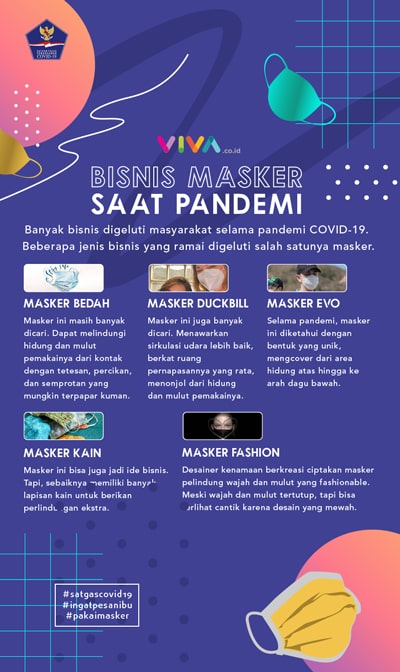 VIVA.co.id
BISNIS MASKER
SAAT PANDEMI
Banyak bisnis digeluti masyarakat selama pandemi COVID-19.
Beberapa jenis bisnis yang ramai digeluti salah satunya masker.
MASKER BEDAH
Masker ini masih banyak
dicari. Dapat melindungi
hidung dan mulut
pemakainya dari kontak
dengan tetesan, percikan,
dan semprotan yang
mungkin terpapar kuman.
MASKER DUCKBILL
Masker ini juga banyak
dicari. Menawarkan
sirkulasi udara lebih baik,
berkat ruang
pernapasannya yang rata,
menonjol dari hidung
dan mulut pemakainya.
MASKER EVO
Selama pandemi, masker
ini diketahui dengan
bentuk yang unik,
mengcover dari area
hidung atas hingga ke
arah dagu bawah.
MASKER KAIN
Masker ini bisa juga jadi ide bisnis.
Tapi, sebaiknya memiliki banyak
lapisan kain untuk berikan
perlindungan ekstra.
MASKER FASHION
Desainer kenamaan berkreasi ciptakan masker
pelindung wajah dan mulut yang fashionable.
Meski wajah dan mulut tertutup, tapi bisa
terlihat cantik karena desain yang mewah.
#satgascovid19
#ingatpesanibu
#pakaimasker